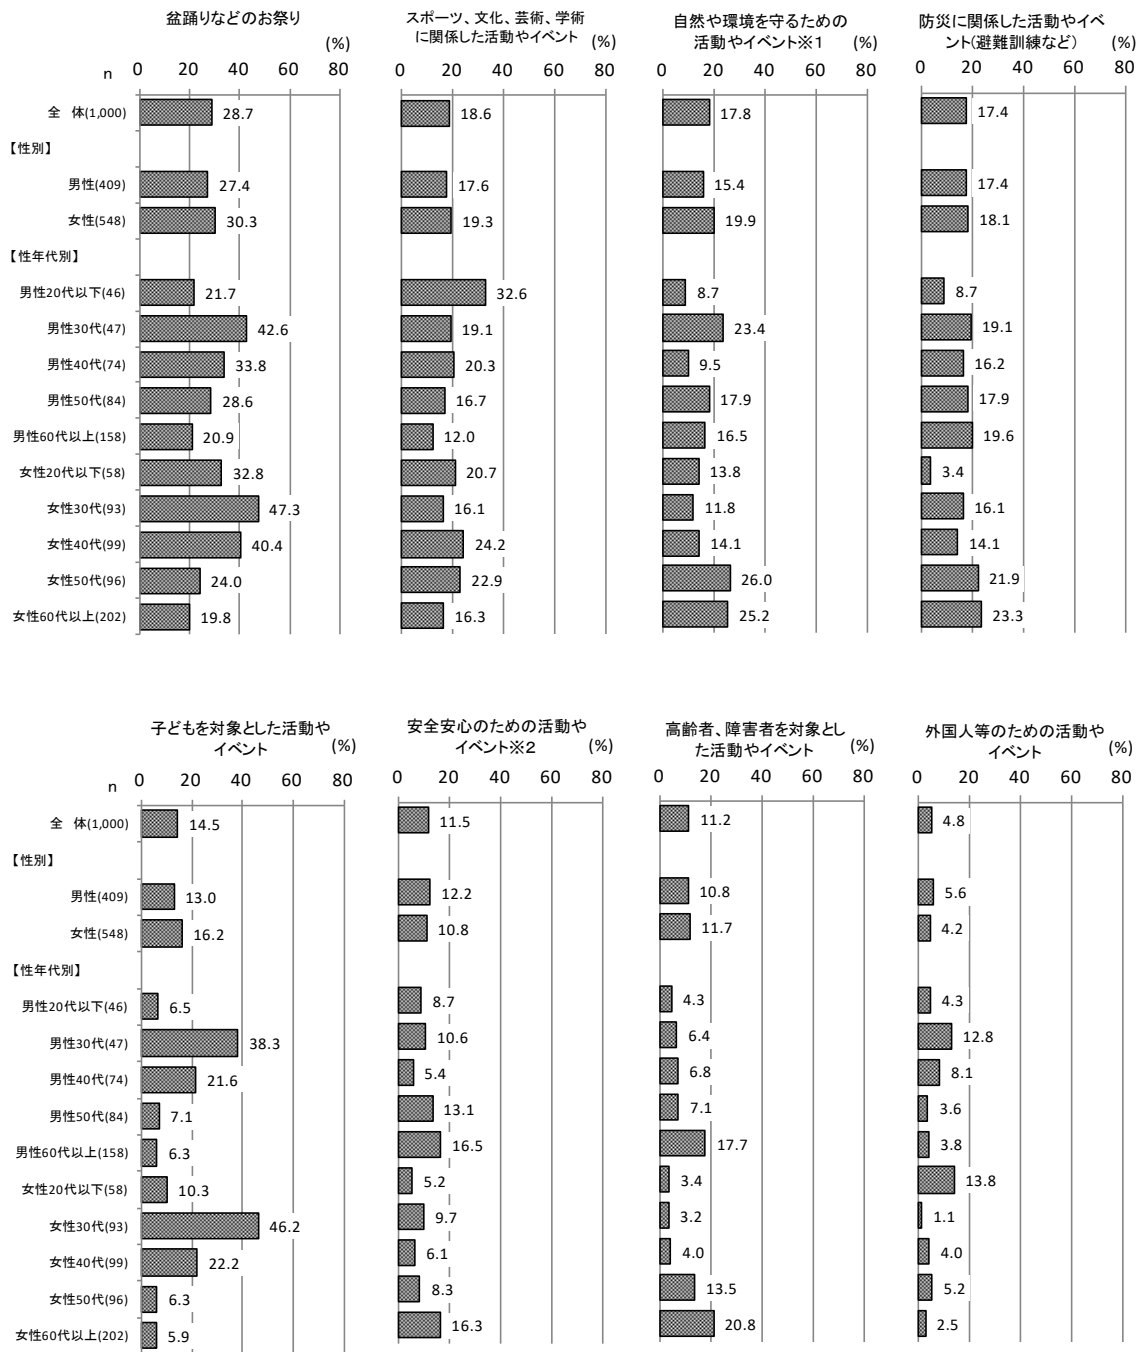 盆踊りなどのお祭り
(%)
n
0 20 40 60 80
スポーツ、文化、芸術、学術
に関係した活動やイベント (%)
0 20 40 60 80
自然や環境を守るための
活動やイベント※1 (%)
0 20 40 60 80
防災に関係した活動やイベ
ント(避難訓練など) (%)
0 20 40 60 80
全 体(1,000) 28.7 18.6 17.8 17.4
【性別】
男性(409) 27.4 17.6 15.4 17.4
女性(548) 30.3 19.3 19.9 18.1
【性年代別】
男性20代以下(46) 21.7 32.6 8.7 8.7
男性30代(47) 42.6 19.1 23.4 19.1
男性40代(74) 33.8 20.3 9.5 16.2
男性50代(84) 28.6 16.7 17.9 17.9
男性60代以上(158) 20.9 12.0 16.5 19.6
女性20代以下(58) 32.8 20.7 13.8 3.4
女性30代(93) 47.3 16.1 11.8 16.1
女性40代(99) 40.4 24.2 14.1 14.1
女性50代(96) 24.0 22.9 26.0 21.9
女性60代以上(202) 19.8 16.3 25.2 23.3
子どもを対象とした活動や
イベント (%)
n
0 20 40 60 80
安全安心のための活動や
イベント※2 (%)
0 20 40 60 80
高齢者、障害者を対象とし
た活動やイベント (%)
0 20 40 60 80
外国人等のための活動や
イベント (%)
0 20 40 60 80
全 体(1,000) 14.5 11.5 11.2 4.8
【性別】
男性(409) 13.0 12.2 10.8 5.6
女性(548) 16.2 10.8 11.7 4.2
【性年代別】
男性20代以下(46) 6.5 8.7 4.3 4.3
男性30代(47) 38.3 10.6 6.4 12.8
男性40代(74) 21.6 5.4 6.8 8.1
男性50代(84) 7.1 13.1 7.1 3.6
男性60代以上(158) 6.3 16.5 17.7 3.8
女性20代以下(58) 10.3 5.2 3.4 13.8
女性30代(93) 46.2 9.7 3.2 1.1
女性40代(99) 22.2 6.1 4.0 4.0
女性50代(96) 6.3 8.3 13.5 5.2
女性60代以上(202) 5.9 16.3 20.8 2.5